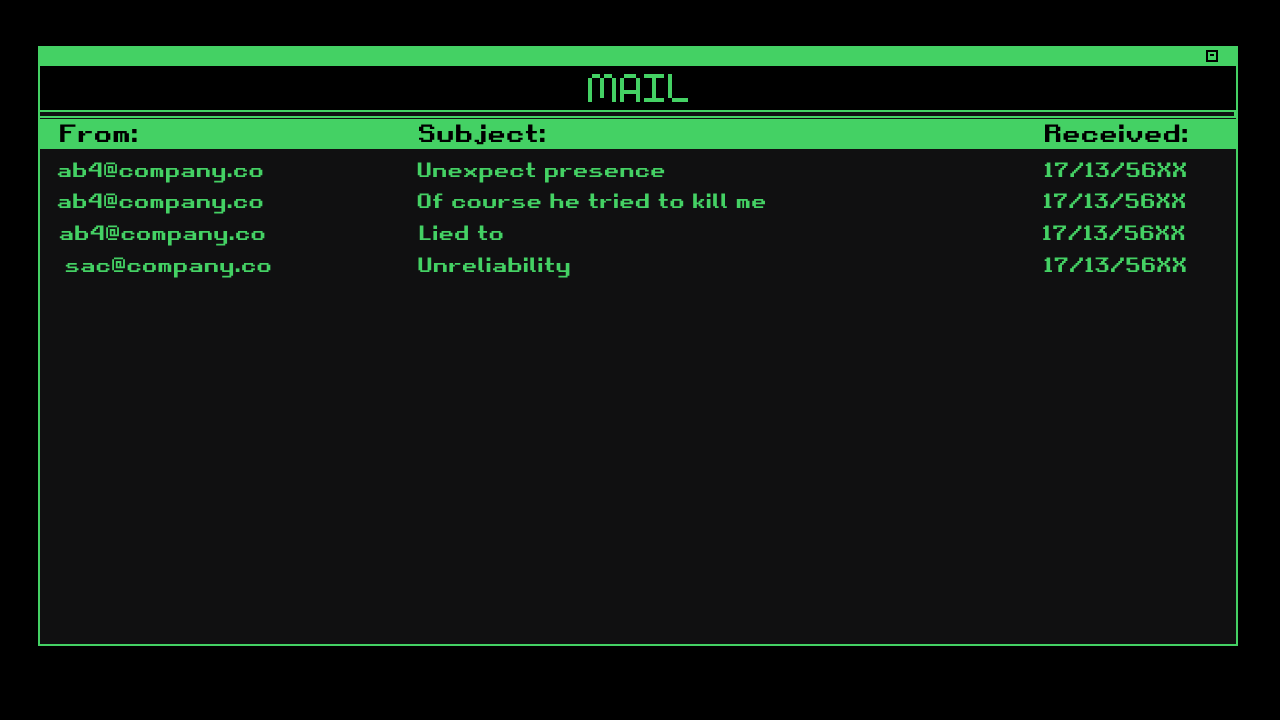 MAIL
From: Subject: Received:
ab4@company.co Unexpect presence 17/13/56XX
ab4@company.co Of course he tried to kill me 17/13/56XX
ab4@company.co Lied to 17/13/56XX
sac@company.co Unreliability 17/13/56XX